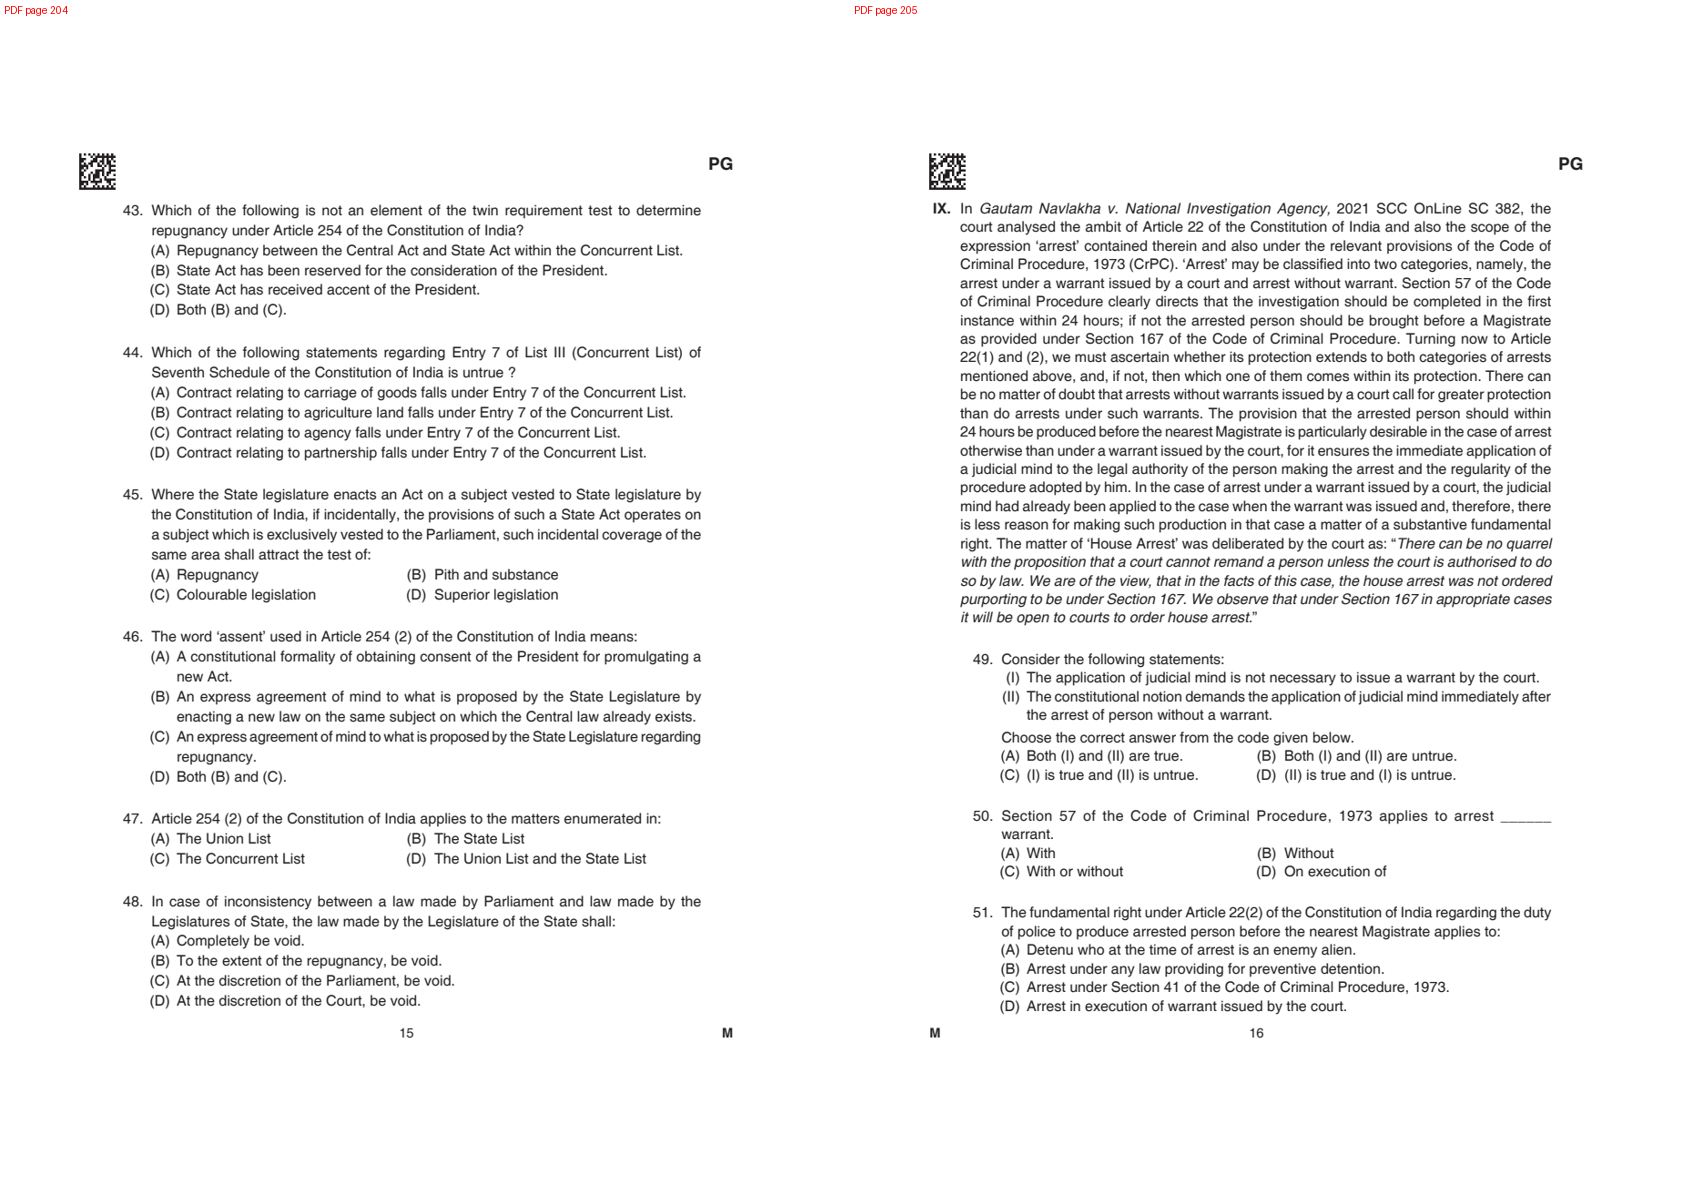 PDF page 204
PG
43. Which of the following is not an element of the twin requirement test to determine
repugnancy under Article 254 of the Constitution of India?
(A) Repugnancy between the Central Act and State Act within the Concurrent List.
(B) State Act has been reserved for the consideration of the President.
(C) State Act has received accent of the President.
(D) Both (B) and (C).
44. Which of the following statements regarding Entry 7 of List III (Concurrent List) of
Seventh Schedule of the Constitution of India is untrue ?
(A) Contract relating to carriage of goods falls under Entry 7 of the Concurrent List.
(B) Contract relating to agriculture land falls under Entry 7 of the Concurrent List.
(C) Contract relating to agency falls under Entry 7 of the Concurrent List.
(D) Contract relating to partnership falls under Entry 7 of the Concurrent List.
45. Where the State legislature enacts an Act on a subject vested to State legislature by
the Constitution of India, if incidentally, the provisions of such a State Act operates on
a subject which is exclusively vested to the Parliament, such incidental coverage of the
same area shall attract the test of:
(A) Repugnancy (B) Pith and substance
(C) Colourable legislation (D) Superior legislation
46. The word ‘assent’ used in Article 254 (2) of the Constitution of India means:
(A) A constitutional formality of obtaining consent of the President for promulgating a
new Act.
(B) An express agreement of mind to what is proposed by the State Legislature by
enacting a new law on the same subject on which the Central law already exists.
(C) An express agreement of mind to what is proposed by the State Legislature regarding
repugnancy.
(D) Both (B) and (C).
47. Article 254 (2) of the Constitution of India applies to the matters enumerated in:
(A) The Union List (B) The State List
(C) The Concurrent List (D) The Union List and the State List
48. In case of inconsistency between a law made by Parliament and law made by the
Legislatures of State, the law made by the Legislature of the State shall:
(A) Completely be void.
(B) To the extent of the repugnancy, be void.
(C) At the discretion of the Parliament, be void.
(D) At the discretion of the Court, be void.
15 M
PDF page 205
PG
IX. In Gautam Navlakha v. National Investigation Agency, 2021 SCC OnLine SC 382, the
court analysed the ambit of Article 22 of the Constitution of India and also the scope of the
expression ‘arrest’ contained therein and also under the relevant provisions of the Code of
Criminal Procedure, 1973 (CrPC). ‘Arrest’ may be classified into two categories, namely, the
arrest under a warrant issued by a court and arrest without warrant. Section 57 of the Code
of Criminal Procedure clearly directs that the investigation should be completed in the first
instance within 24 hours; if not the arrested person should be brought before a Magistrate
as provided under Section 167 of the Code of Criminal Procedure. Turning now to Article
22(1) and (2), we must ascertain whether its protection extends to both categories of arrests
mentioned above, and, if not, then which one of them comes within its protection. There can
be no matter of doubt that arrests without warrants issued by a court call for greater protection
than do arrests under such warrants. The provision that the arrested person should within
24 hours be produced before the nearest Magistrate is particularly desirable in the case of arrest
otherwise than under a warrant issued by the court, for it ensures the immediate application of
a judicial mind to the legal authority of the person making the arrest and the regularity of the
procedure adopted by him. In the case of arrest under a warrant issued by a court, the judicial
mind had already been applied to the case when the warrant was issued and, therefore, there
is less reason for making such production in that case a matter of a substantive fundamental
right. The matter of ‘House Arrest’ was deliberated by the court as: “There can be no quarrel
with the proposition that a court cannot remand a person unless the court is authorised to do
so by law. We are of the view, that in the facts of this case, the house arrest was not ordered
purporting to be under Section 167. We observe that under Section 167 in appropriate cases
it will be open to courts to order house arrest.”
49. Consider the following statements:
(I) The application of judicial mind is not necessary to issue a warrant by the court.
(II) The constitutional notion demands the application of judicial mind immediately after
the arrest of person without a warrant.
Choose the correct answer from the code given below.
(A) Both (I) and (II) are true. (B) Both (I) and (II) are untrue.
(C) (I) is true and (II) is untrue. (D) (II) is true and (I) is untrue.
50. Section 57 of the Code of Criminal Procedure, 1973 applies to arrest ______
warrant.
(A) With (B) Without
(C) With or without (D) On execution of
51. The fundamental right under Article 22(2) of the Constitution of India regarding the duty
of police to produce arrested person before the nearest Magistrate applies to:
(A) Detenu who at the time of arrest is an enemy alien.
(B) Arrest under any law providing for preventive detention.
(C) Arrest under Section 41 of the Code of Criminal Procedure, 1973.
(D) Arrest in execution of warrant issued by the court.
M 16